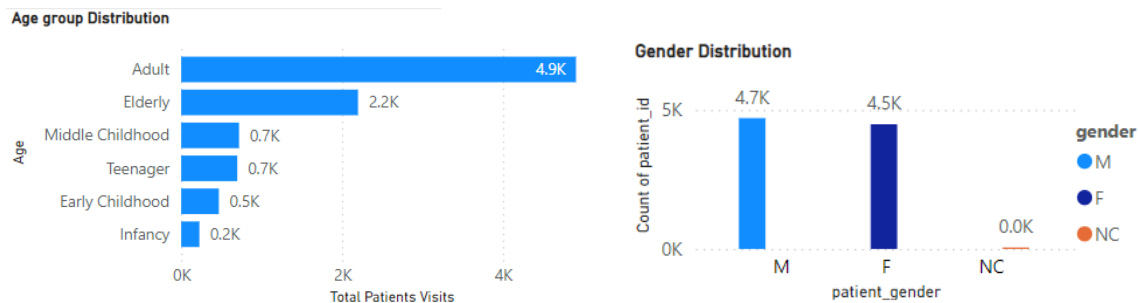 Age group Distribution
Adult
4.9K
Elderly
2.2K
Middle Childhood
0.7K
Teenager
0.7K
Early Childhood
0.5K
Infancy
0.2K
0K
2K
4K
Total Patients Visits
Age
Gender Distribution
4.7K
4.5K
0.0K
5K
0K
Count of patient_id
M
F
NC
patient_gender
gender
M
F
NC